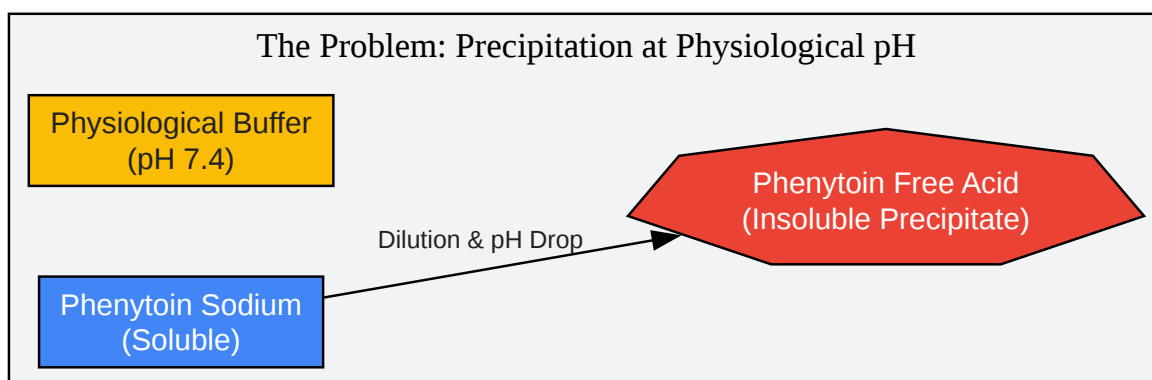 The Problem: Precipitation at Physiological pH
Physiological Buffer
(pH 7.4)
Phenytoin Free Acid
(Insoluble Precipitate)
Dilution & pH Drop
Phenytoin Sodium
(Soluble)